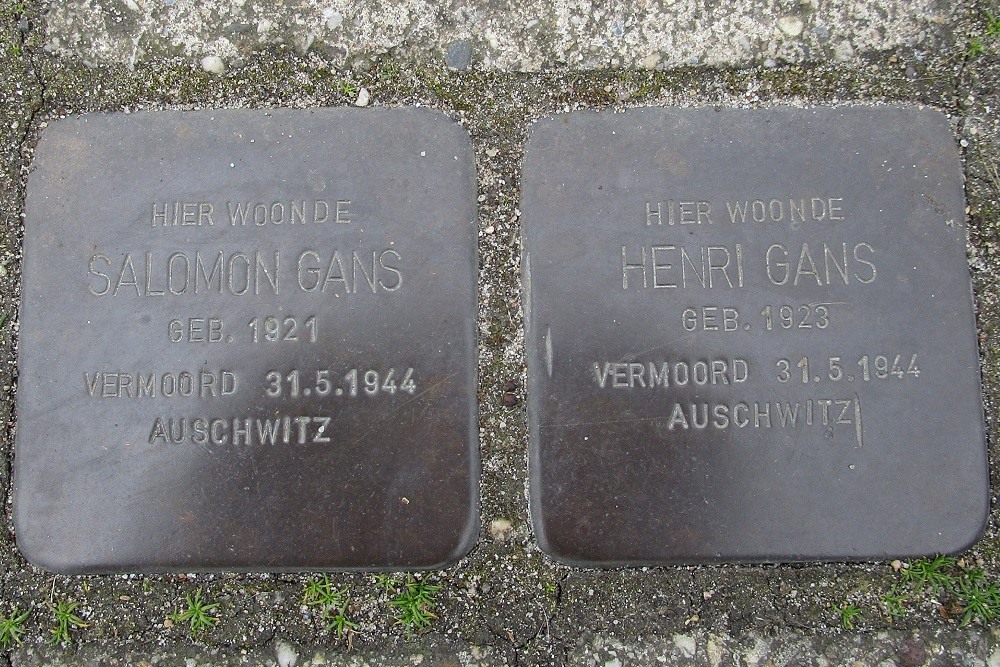 HIER WOONDE
SALOMON GANS
GEB. 1921
VERMOORD 31.5.1944
AUSCHWITZ
HIER WOONDE
HENRI GANS
GEB. 1923
VERMOORD 31.5.1944
AUSCHWITZ